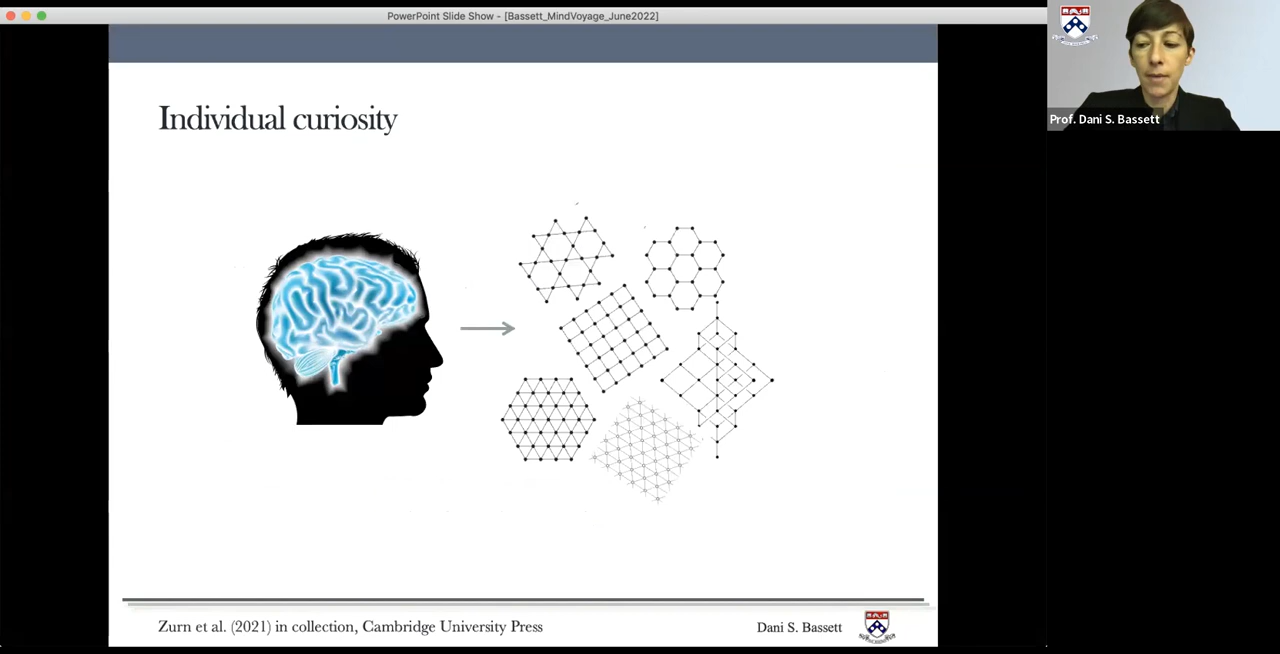 PowerPoint Slide Show - [Bassett_MindVoyage_June2022]
Prof. Dani S. Bassett
Individual curiosity
Zurn et al. (2021) in collection, Cambridge University Press
Dani S. Bassett